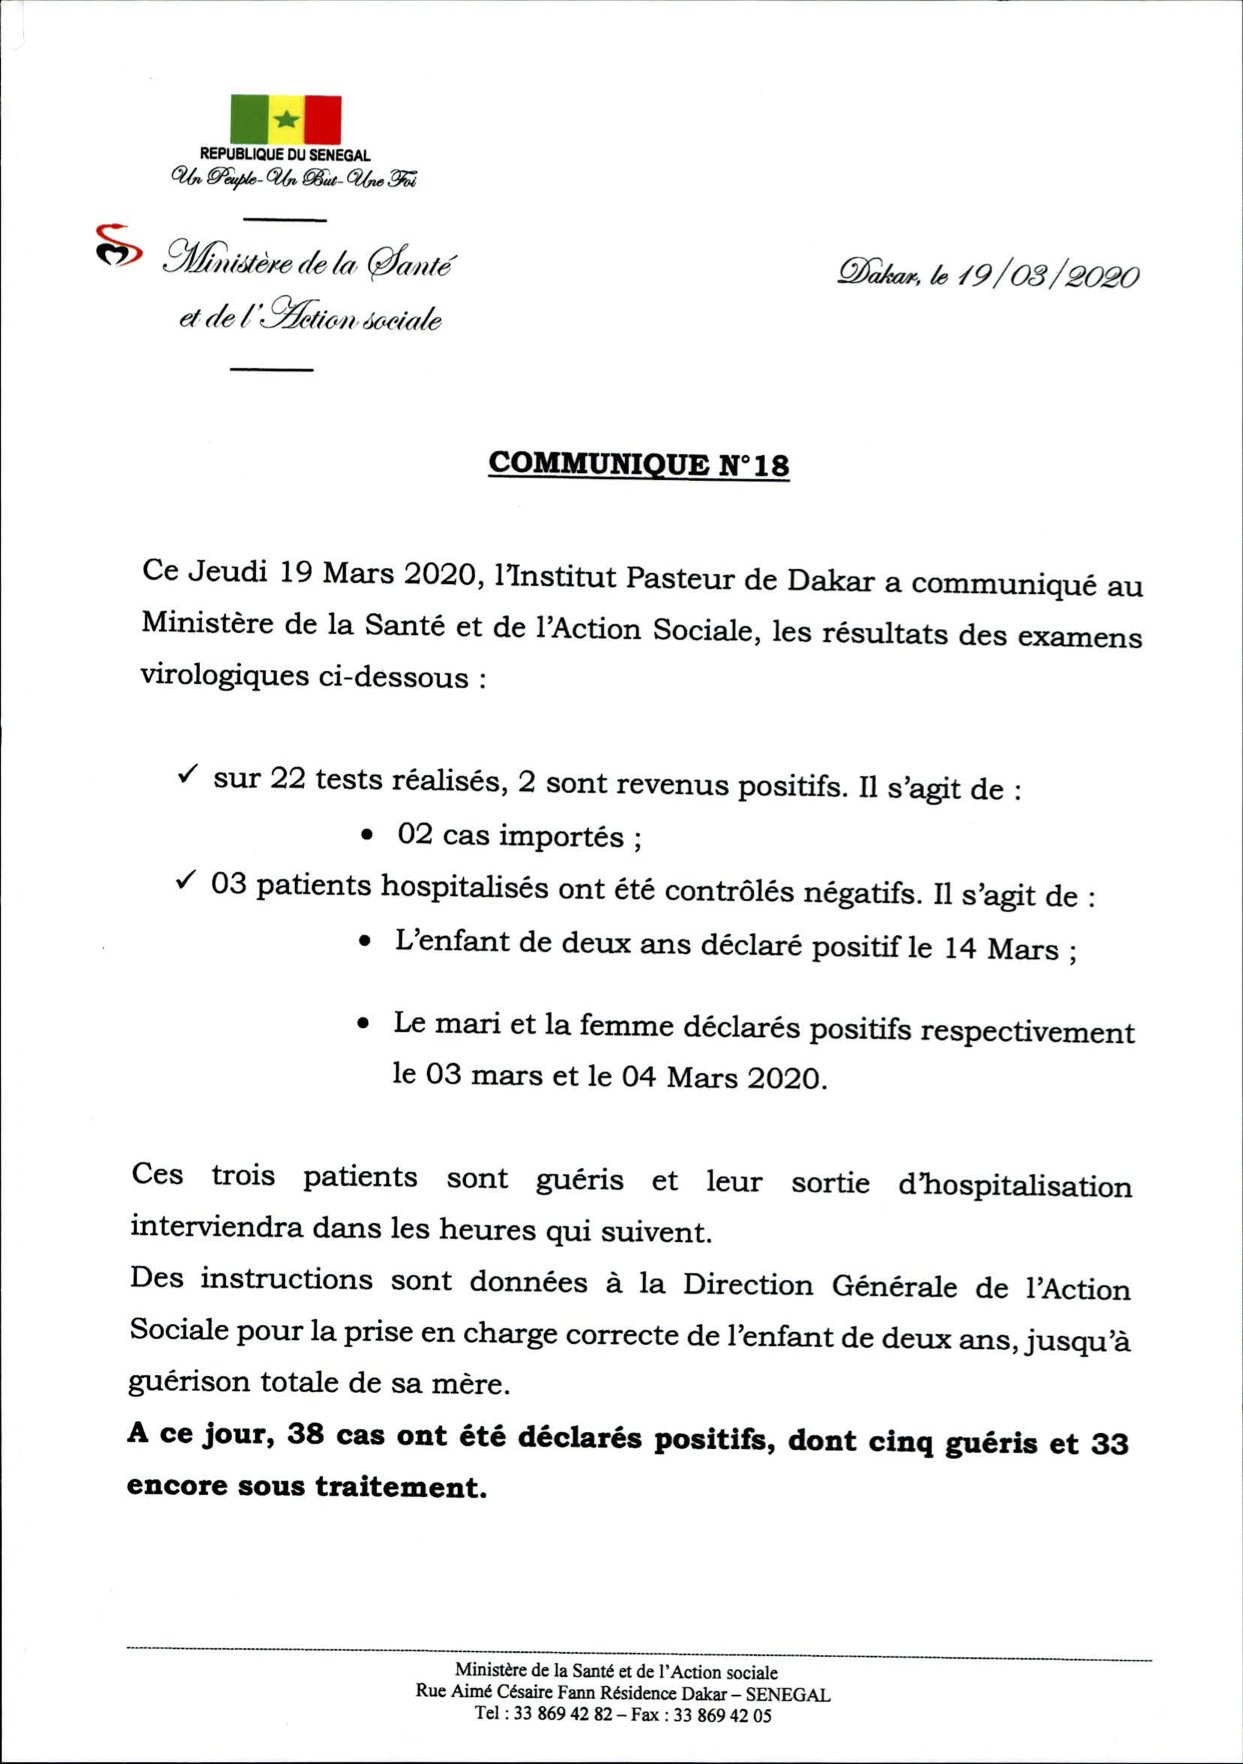 REPUBLIQUE DU SENEGAL
Un Peuple-Un But-Une Foi
Ministère de la Santé
et de l'Action sociale
Dakar, le 19/03/2020
COMMUNIQUE N°18
Ce Jeudi 19 Mars 2020, l'Institut Pasteur de Dakar a communiqué au
Ministère de la Santé et de l'Action Sociale, les résultats des examens
virologiques ci-dessous :
✓ sur 22 tests réalisés, 2 sont revenus positifs. Il s'agit de :
• 02 cas importés ;
✓ 03 patients hospitalisés ont été contrôlés négatifs. Il s'agit de :
• L'enfant de deux ans déclaré positif le 14 Mars ;
• Le mari et la femme déclarés positifs respectivement
le 03 mars et le 04 Mars 2020.
Ces trois patients sont guéris et leur sortie d'hospitalisation
interviendra dans les heures qui suivent.
Des instructions sont données à la Direction Générale de l'Action
Sociale pour la prise en charge correcte de l'enfant de deux ans, jusqu'à
guérison totale de sa mère.
A ce jour, 38 cas ont été déclarés positifs, dont cinq guéris et 33
encore sous traitement.
Ministère de la Santé et de l'Action sociale
Rue Aimé Césaire Fann Résidence Dakar – SENEGAL
Tel : 33 869 42 82 – Fax : 33 869 42 05